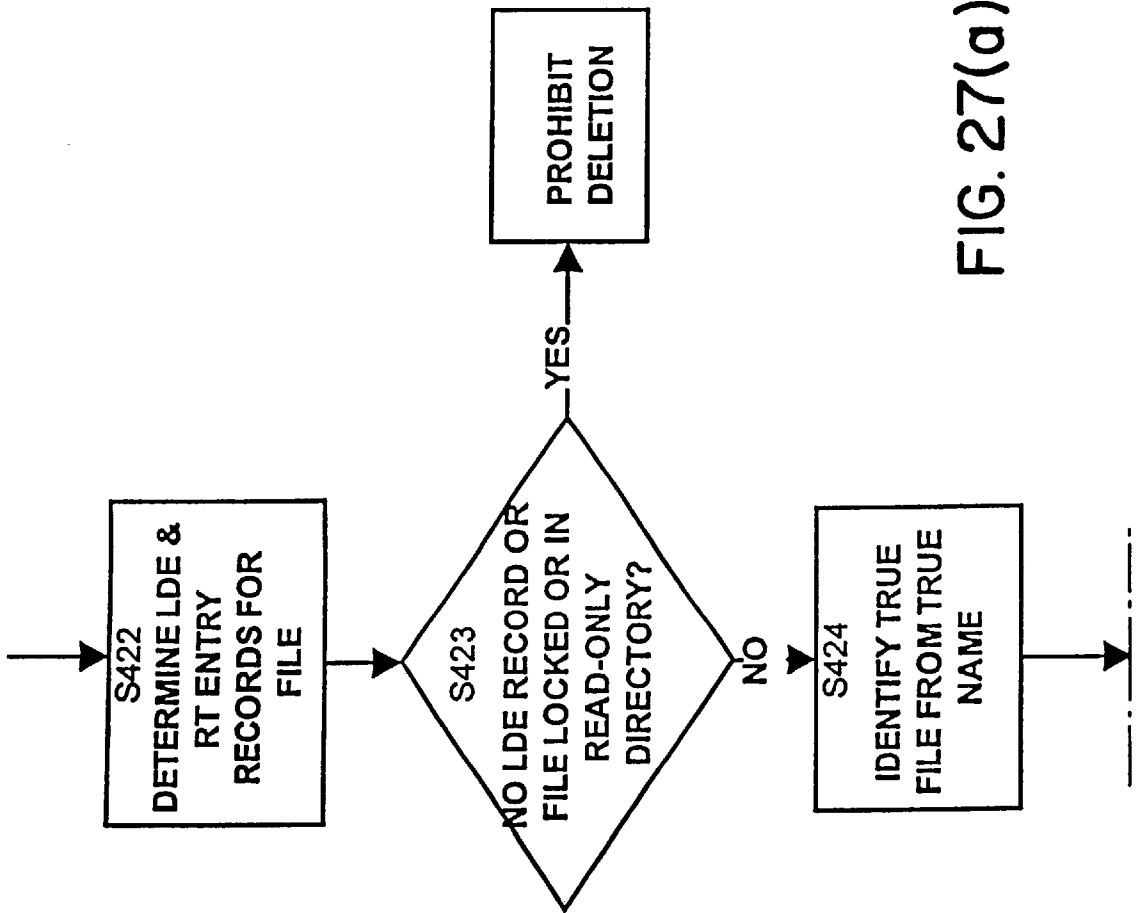 S422
DETERMINE LDE &
RT ENTRY
RECORDS FOR
FILE
S423
NO LDE RECORD OR
FILE LOCKED OR IN
READ-ONLY
DIRECTORY?
YES
PROHIBIT
DELETION
NO
S424
IDENTIFY TRUE
FILE FROM TRUE
NAME
FIG. 27(a)